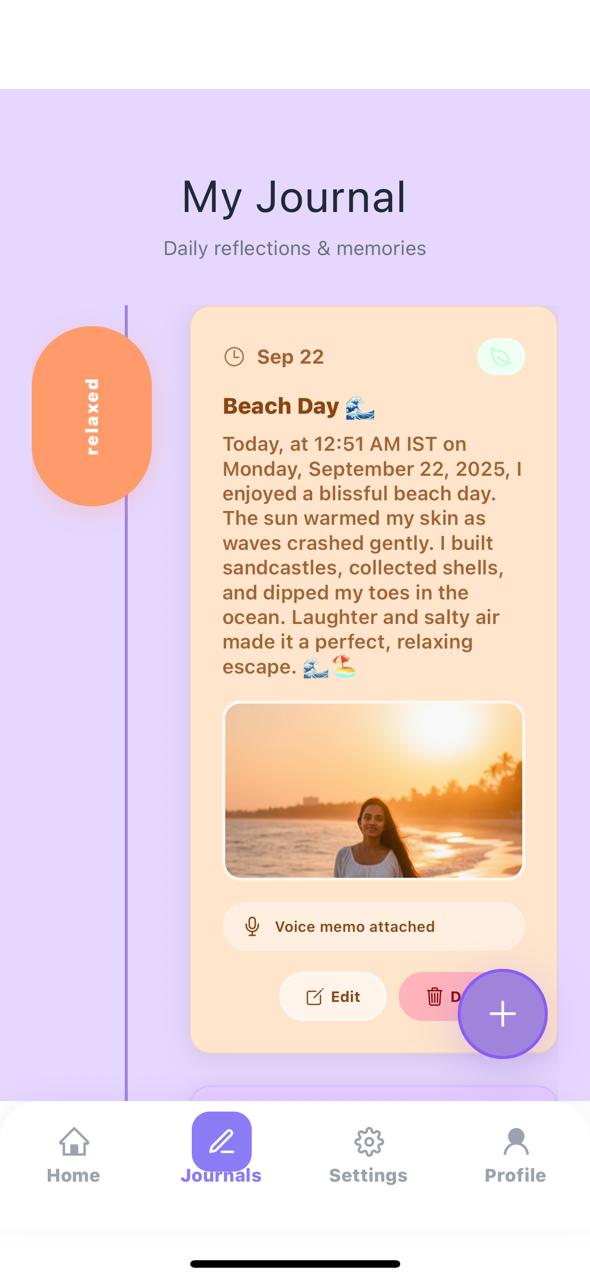 My Journal
Daily reflections & memories
relaxed
Sep 22
Beach Day 🌊
Today, at 12:51 AM IST on
Monday, September 22, 2025, I
enjoyed a blissful beach day.
The sun warmed my skin as
waves crashed gently. I built
sandcastles, collected shells,
and dipped my toes in the
ocean. Laughter and salty air
made it a perfect, relaxing
escape. 🌊🏖️
Voice memo attached
Edit
Home
Journals
Settings
Profile